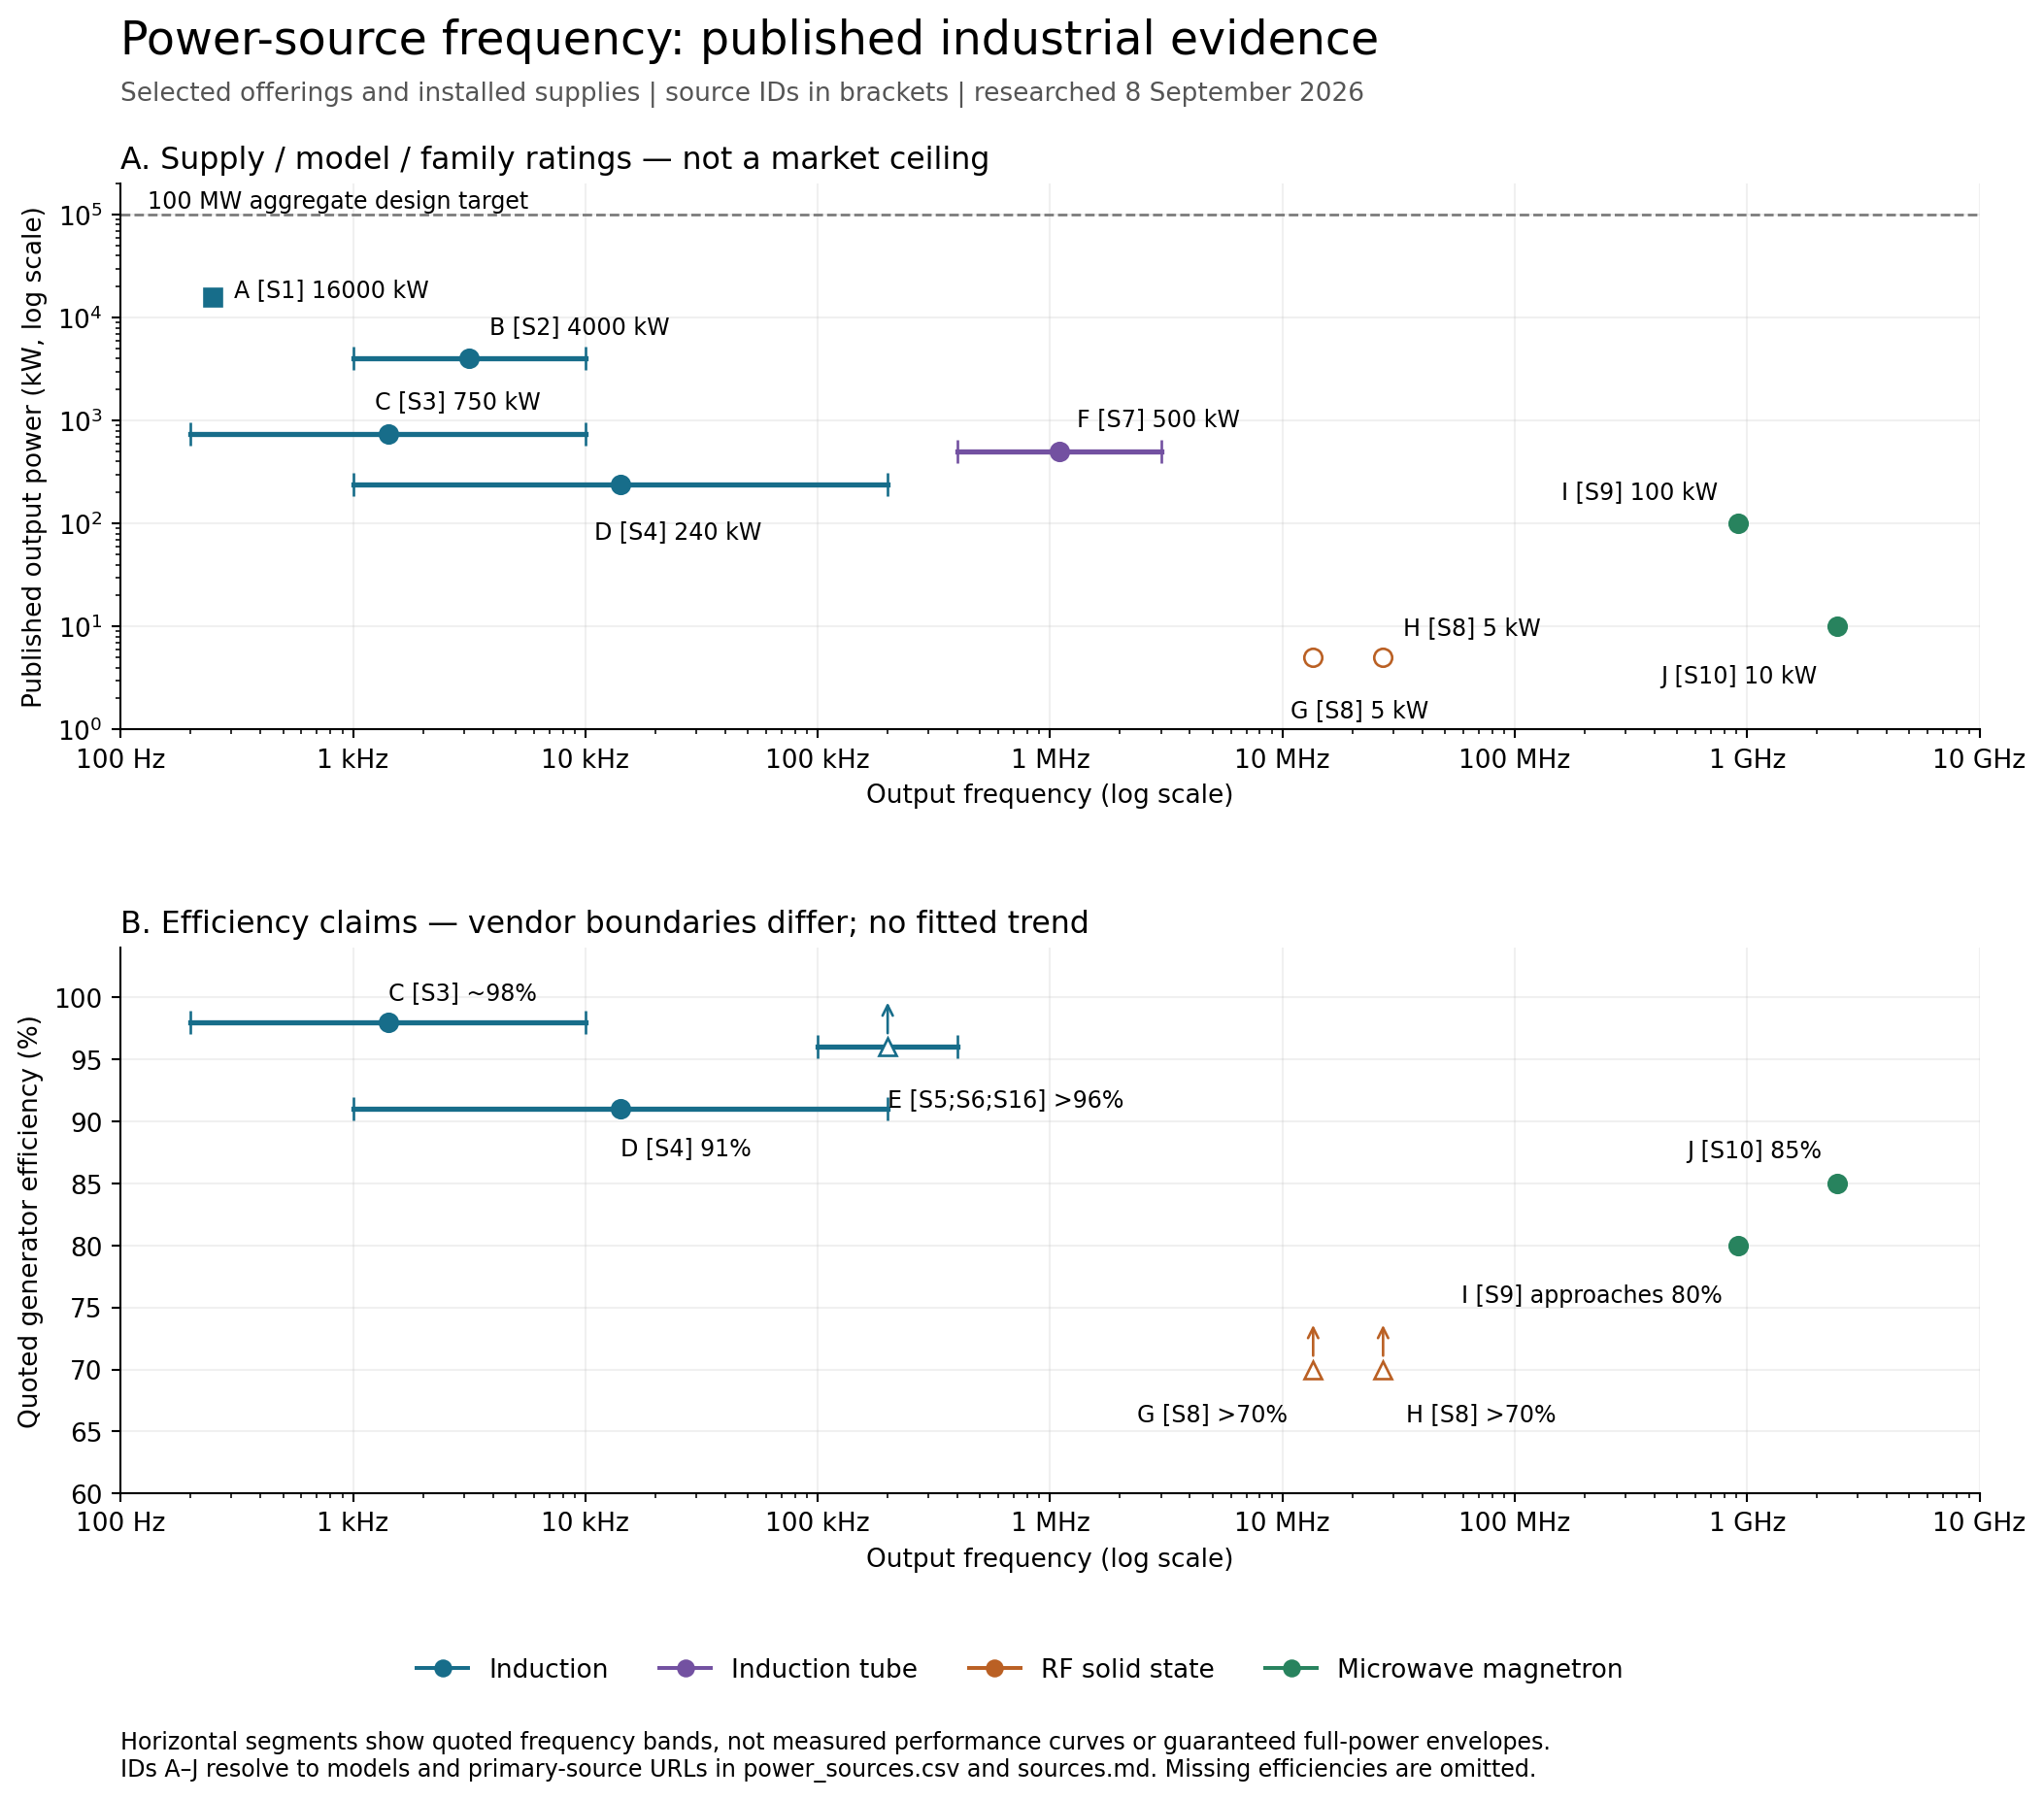 Power-source frequency: published industrial evidence
Selected offerings and installed supplies | source IDs in brackets | researched 8 September 2026
A. Supply / model / family ratings — not a market ceiling
Published output power (kW, log scale)
10⁵
10⁴
10³
10²
10¹
10⁰
100 MW aggregate design target
A [S1] 16000 kW
B [S2] 4000 kW
C [S3] 750 kW
F [S7] 500 kW
I [S9] 100 kW
D [S4] 240 kW
H [S8] 5 kW
J [S10] 10 kW
G [S8] 5 kW
100 Hz 1 kHz 10 kHz 100 kHz 1 MHz 10 MHz 100 MHz 1 GHz 10 GHz
Output frequency (log scale)
B. Efficiency claims — vendor boundaries differ; no fitted trend
Quoted generator efficiency (%)
100
95
90
85
80
75
70
65
60
C [S3] ~98%
E [S5;S6;S16] >96%
D [S4] 91%
J [S10] 85%
I [S9] approaches 80%
G [S8] >70%
H [S8] >70%
100 Hz 1 kHz 10 kHz 100 kHz 1 MHz 10 MHz 100 MHz 1 GHz 10 GHz
Output frequency (log scale)
Induction Induction tube RF solid state Microwave magnetron
Horizontal segments show quoted frequency bands, not measured performance curves or guaranteed full-power envelopes.
IDs A–J resolve to models and primary-source URLs in power_sources.csv and sources.md. Missing efficiencies are omitted.